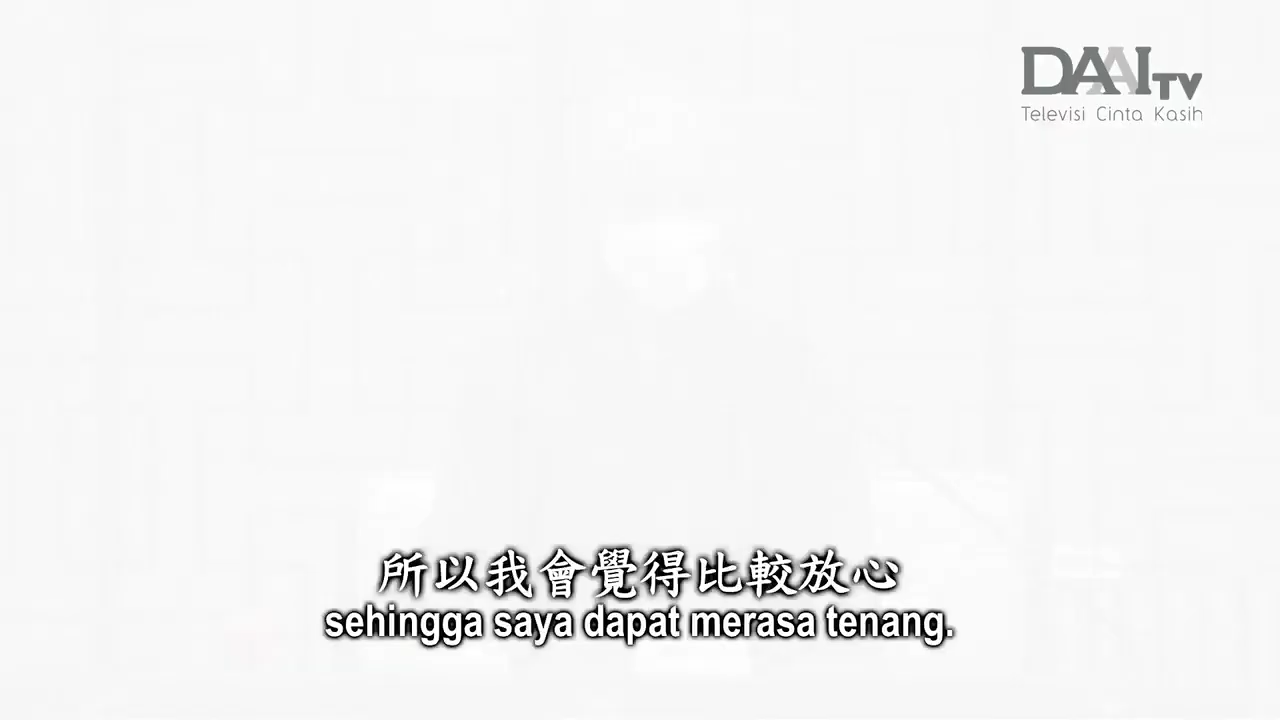 DAAI TV
Televisi Cinta Kasih
所以我會覺得比較放心
sehingga saya dapat merasa tenang.